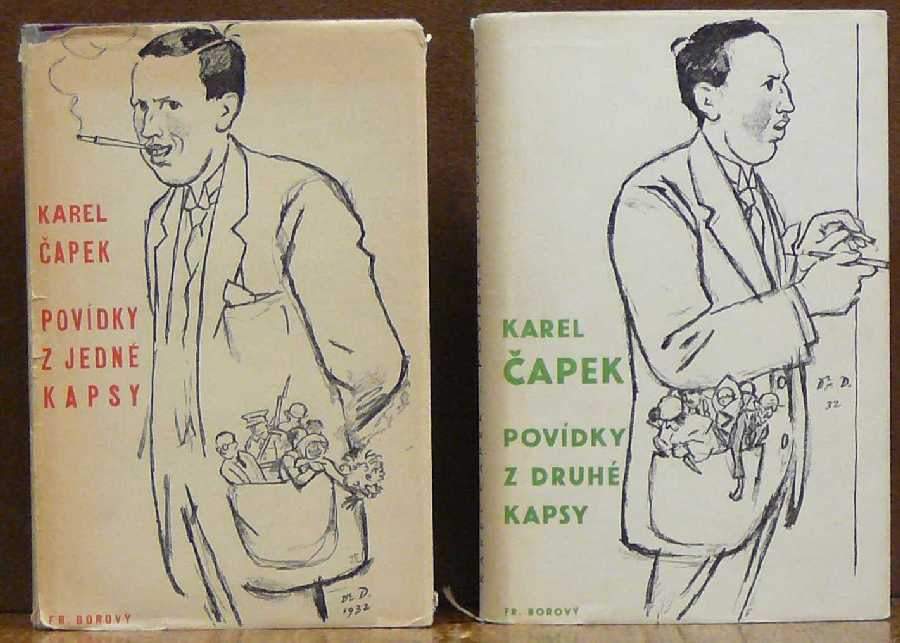 KAREL
ČAPEK
POVÍDKY
Z JEDNÉ
KAPSY
M. D.
1932
FR. BOROVÝ
KAREL
ČAPEK
POVÍDKY
Z DRUHÉ
KAPSY
D.
32
FR. BOROVÝ